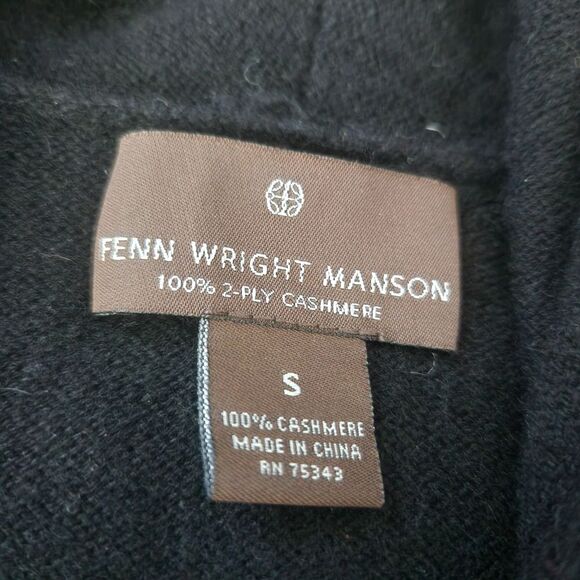 FENN WRIGHT MANSON
100% 2-PLY CASHMERE
S
100% CASHMERE
MADE IN CHINA
RN 75343